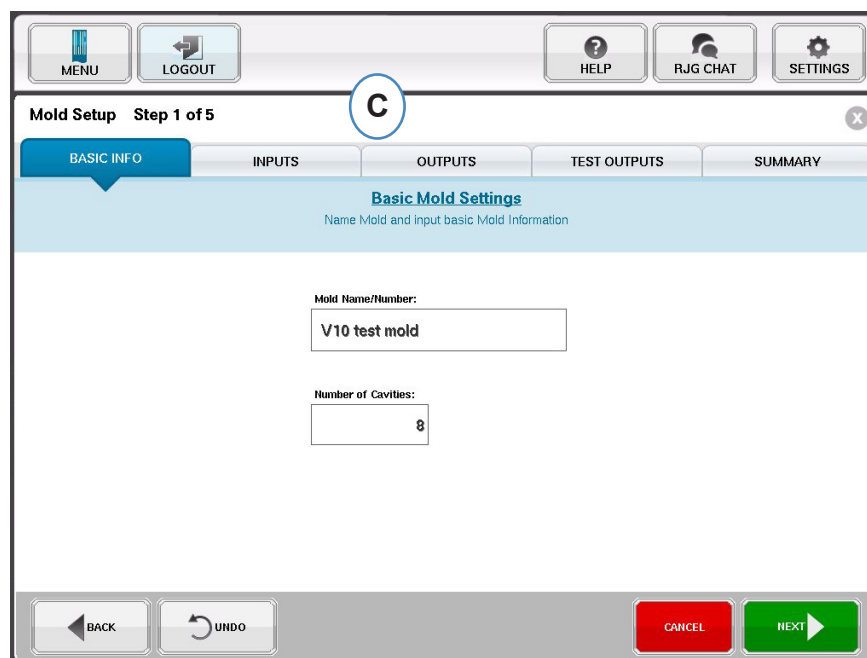 MENU
LOGOUT
HELP
RJG CHAT
SETTINGS
C
Mold Setup Step 1 of 5
X
BASIC INFO
INPUTS
OUTPUTS
TEST OUTPUTS
SUMMARY
Basic Mold Settings
Name Mold and input basic Mold Information
Mold Name/Number:
V10 test mold
Number of Cavities:
8
BACK
UNDO
CANCEL
NEXT